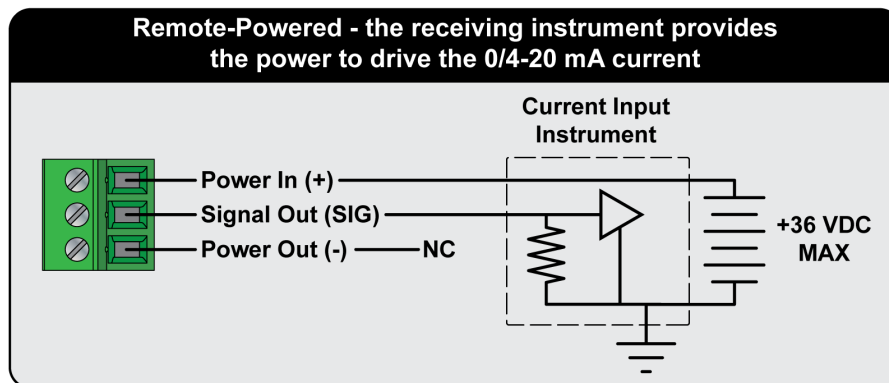 Remote-Powered - the receiving instrument provides
the power to drive the 0/4-20 mA current
Current Input
Instrument
Power In (+)
Signal Out (SIG)
Power Out (-)
NC
+36 VDC
MAX